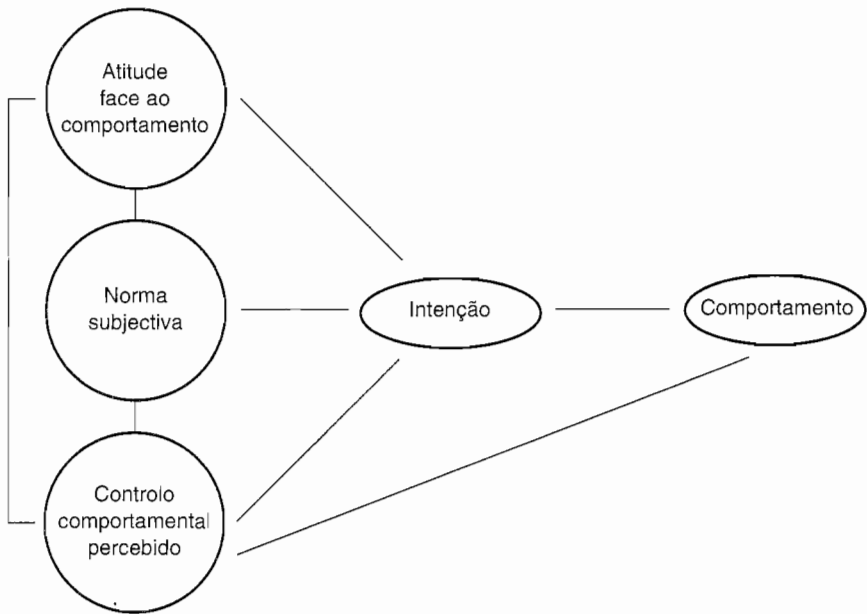 Atitude
face ao
comportamento
Norma
subjectiva
Intenção
Comportamento
Controlo
comportamental
percebido